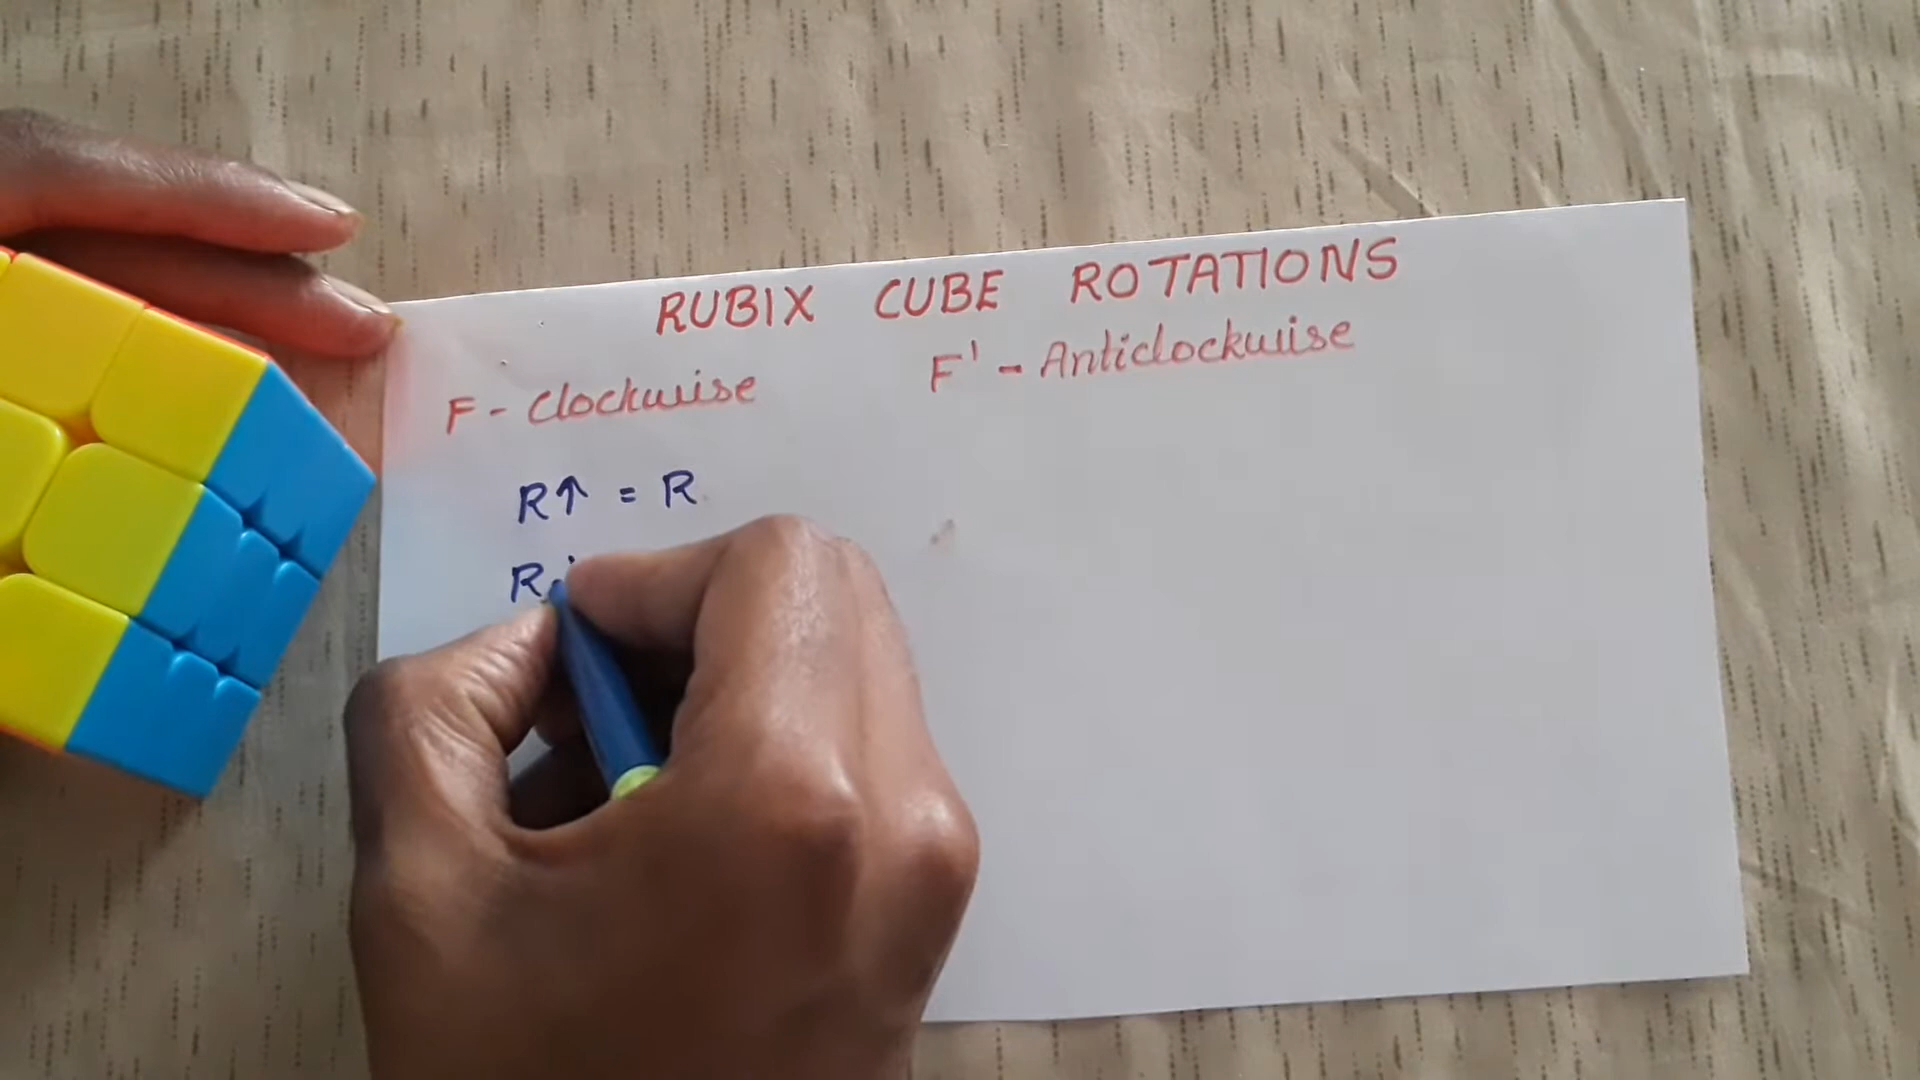 RUBIX CUBE ROTATIONS
F - Clockwise F' - Anticlockwise
R↑ = R
R